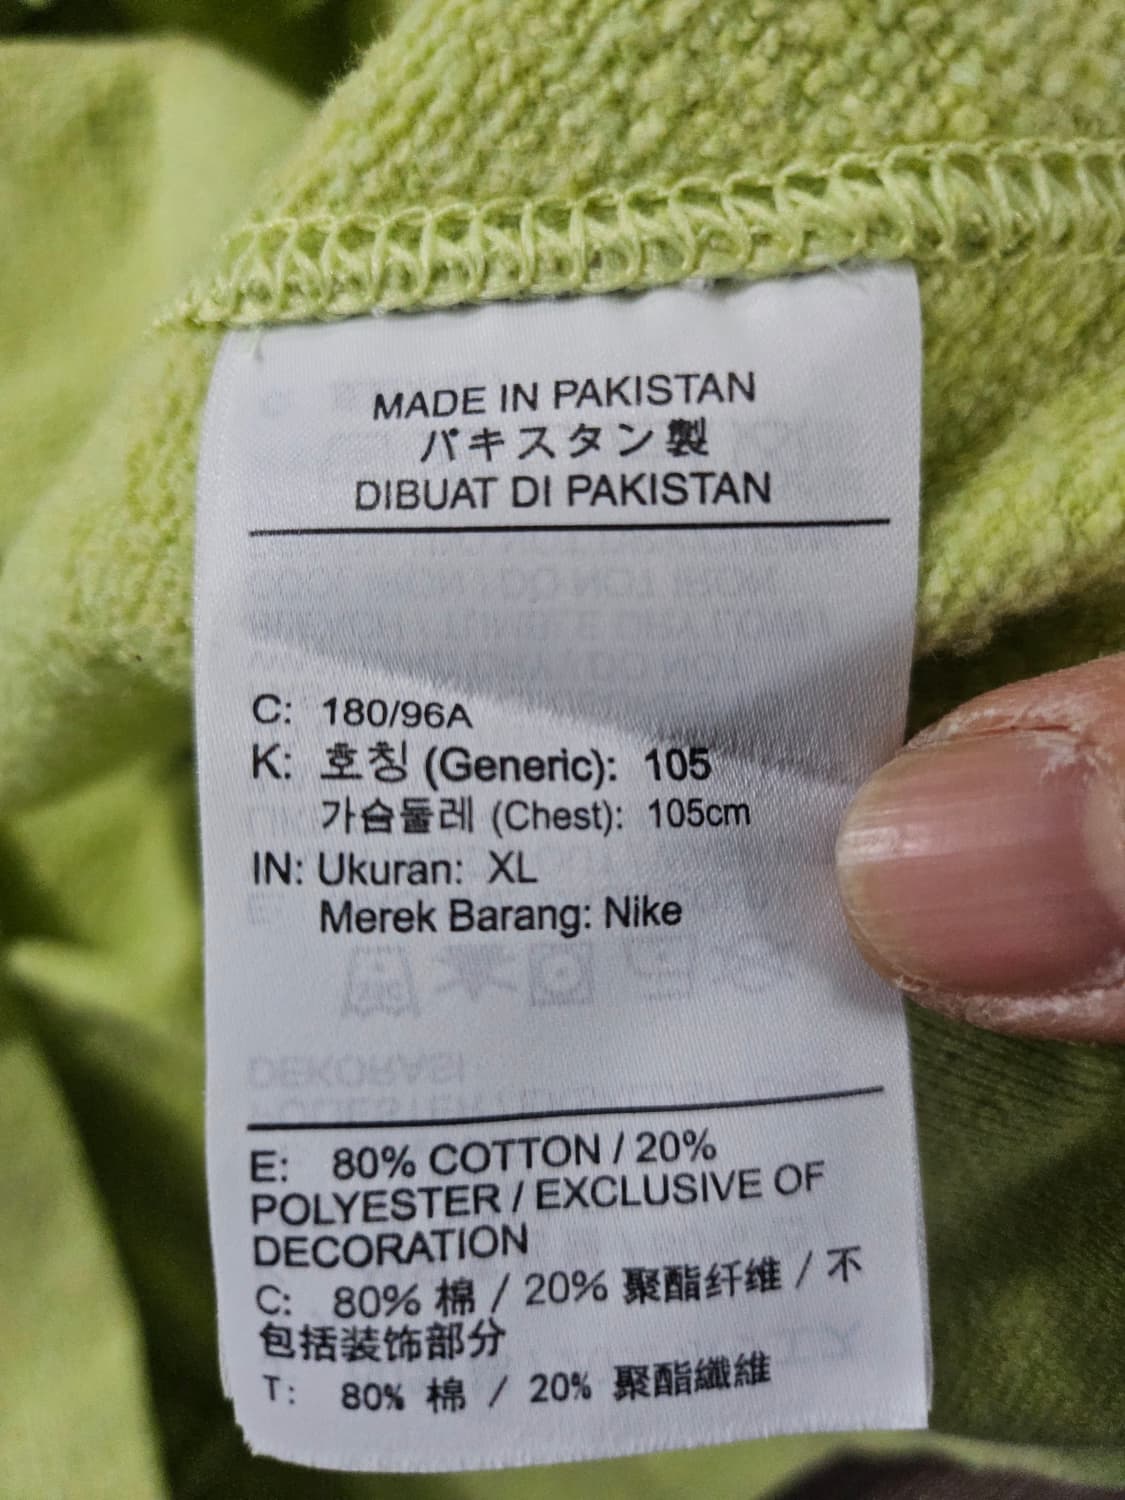 MADE IN PAKISTAN
パキスタン製
DIBUAT DI PAKISTAN
C: 180/96A
K: 호칭 (Generic): 105
가슴둘레 (Chest): 105cm
IN: Ukuran: XL
Merek Barang: Nike
E: 80% COTTON / 20%
POLYESTER / EXCLUSIVE OF
DECORATION
C: 80% 棉 / 20% 聚酯纤维 / 不
包括装饰部分
T: 80% 棉 / 20% 聚酯纖維